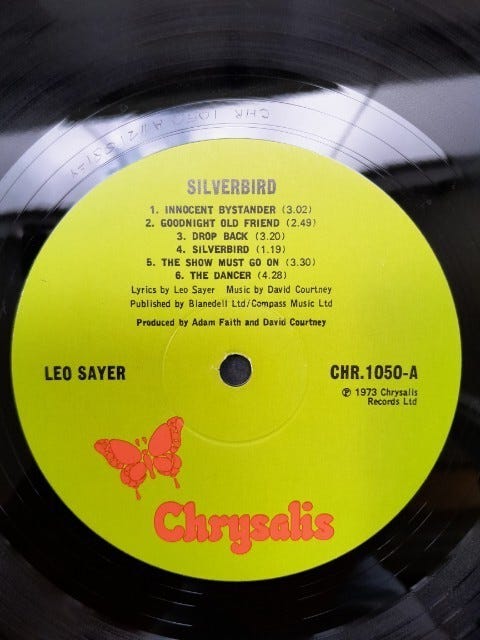 SILVERBIRD
1. INNOCENT BYSTANDER (3.02)
2. GOODNIGHT OLD FRIEND (2.49)
3. DROP BACK (3.20)
4. SILVERBIRD (1.19)
5. THE SHOW MUST GO ON (3.30)
6. THE DANCER (4.28)
Lyrics by Leo Sayer Music by David Courtney
Published by Blanedell Ltd/Compass Music Ltd
Produced by Adam Faith and David Courtney
LEO SAYER
CHR.1050-A
℗ 1973 Chrysalis
Records Ltd
Chrysalis